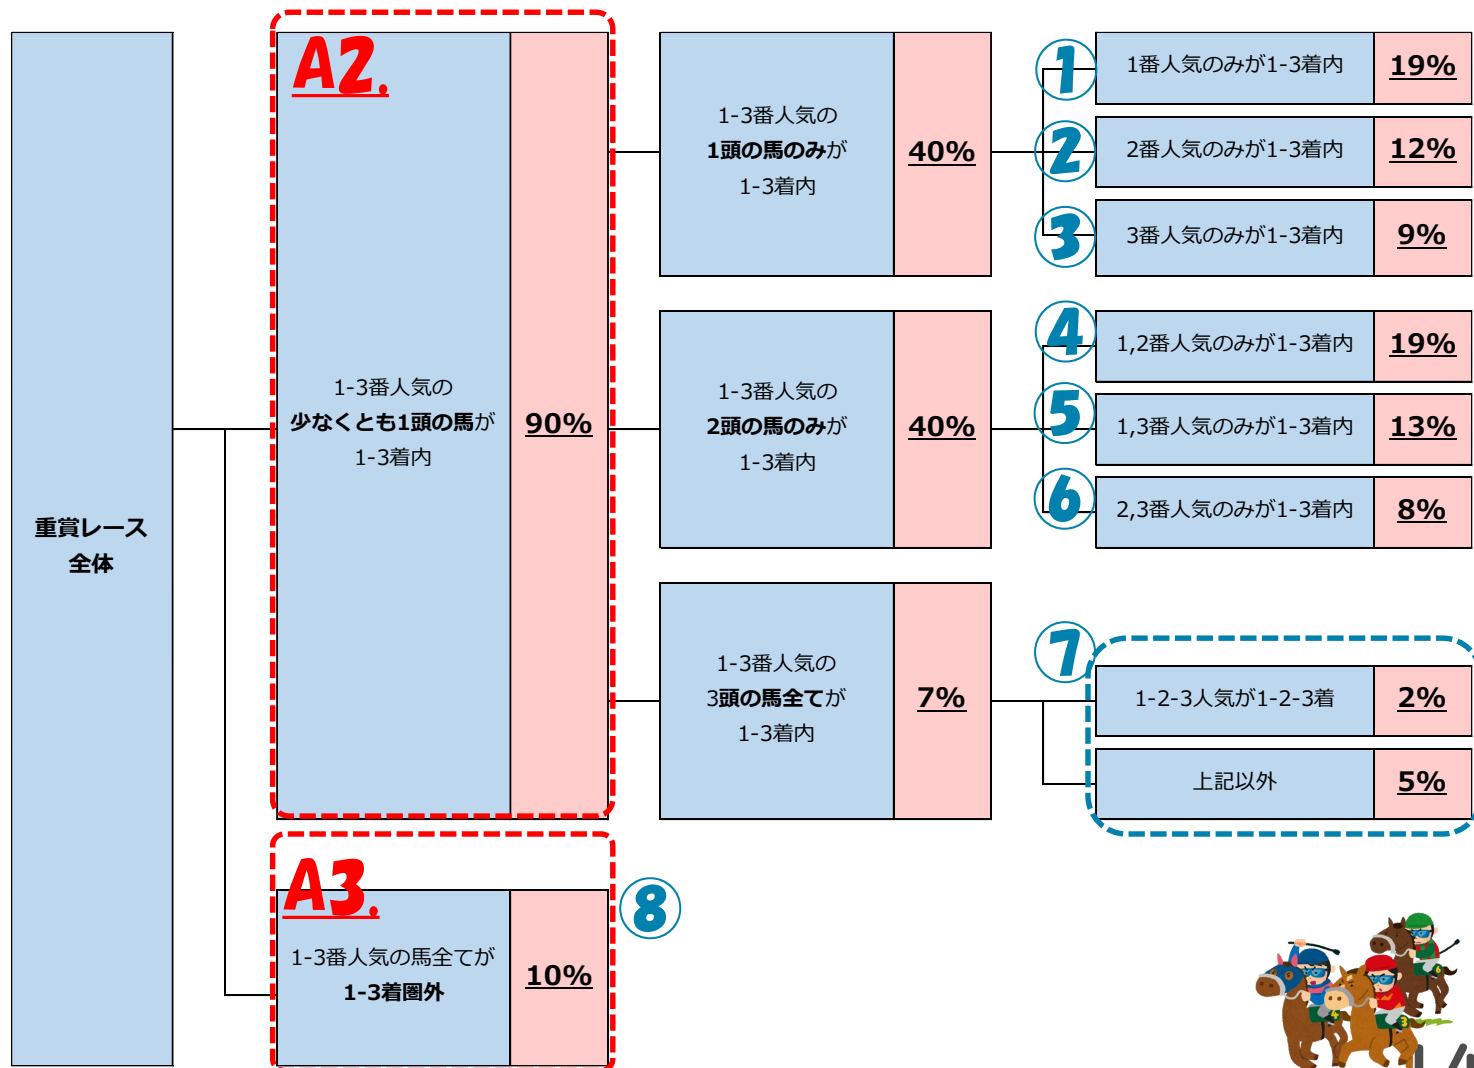 重賞レース
全体
A2.
1-3番人気の
少なくとも1頭の馬が
1-3着内
90%
A3.
1-3番人気の馬全てが
1-3着圏外
10%
⑧
1-3番人気の
1頭の馬のみが
1-3着内
40%
①
1番人気のみが1-3着内
19%
②
2番人気のみが1-3着内
12%
③
3番人気のみが1-3着内
9%
1-3番人気の
2頭の馬のみが
1-3着内
40%
④
1,2番人気のみが1-3着内
19%
⑤
1,3番人気のみが1-3着内
13%
⑥
2,3番人気のみが1-3着内
8%
1-3番人気の
3頭の馬全てが
1-3着内
7%
⑦
1-2-3人気が1-2-3着
2%
上記以外
5%
6
4
3